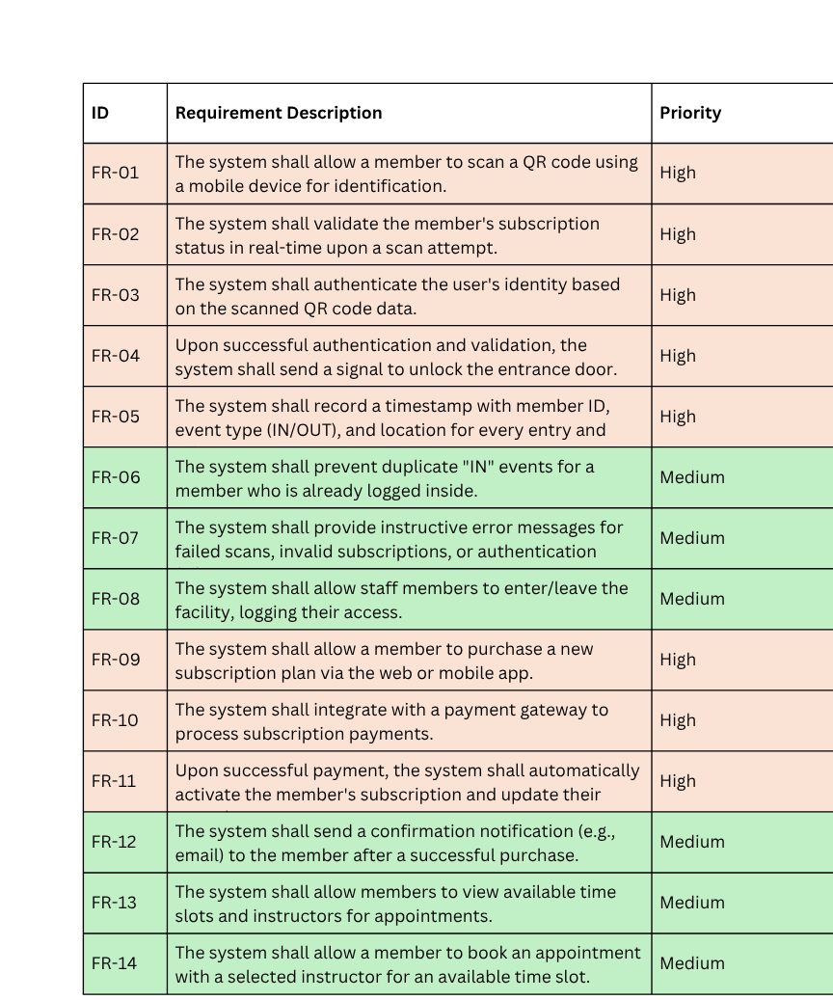 ID Requirement Description Priority
FR-01 The system shall allow a member to scan a QR code using
a mobile device for identification. High
FR-02 The system shall validate the member's subscription
status in real-time upon a scan attempt. High
FR-03 The system shall authenticate the user's identity based
on the scanned QR code data. High
FR-04 Upon successful authentication and validation, the
system shall send a signal to unlock the entrance door. High
FR-05 The system shall record a timestamp with member ID,
event type (IN/OUT), and location for every entry and High
FR-06 The system shall prevent duplicate "IN" events for a
member who is already logged inside. Medium
FR-07 The system shall provide instructive error messages for
failed scans, invalid subscriptions, or authentication Medium
FR-08 The system shall allow staff members to enter/leave the
facility, logging their access. Medium
FR-09 The system shall allow a member to purchase a new
subscription plan via the web or mobile app. High
FR-10 The system shall integrate with a payment gateway to
process subscription payments. High
FR-11 Upon successful payment, the system shall automatically
activate the member's subscription and update their High
FR-12 The system shall send a confirmation notification (e.g.,
email) to the member after a successful purchase. Medium
FR-13 The system shall allow members to view available time
slots and instructors for appointments. Medium
FR-14 The system shall allow a member to book an appointment
with a selected instructor for an available time slot. Medium